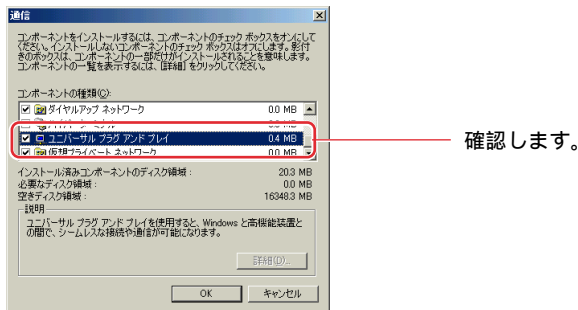 通信
コンポーネントをインストールするには、コンポーネントのチェック ボックスをオンにして
ください。インストールしないコンポーネントのチェック ボックスはオフにします。影付
きのボックスは、コンポーネントの一部だけがインストールされることを意味します。
コンポーネントの一覧を表示するには、[詳細] をクリックしてください。
コンポーネントの種類(C):
ダイヤルアップ ネットワーク 0.0 MB
ユニバーサル プラグ アンド プレイ 0.4 MB
確認します。
仮想プライベート ネットワーク 0.0 MB
インストール済みコンポーネントのディスク領域: 20.3 MB
必要なディスク領域: 0.0 MB
空きディスク領域: 16348.3 MB
説明
ユニバーサル プラグ アンド プレイを使用すると、Windows と高機能装置と
の間で、シームレスな接続や通信が可能になります。
詳細(D)...
OK キャンセル